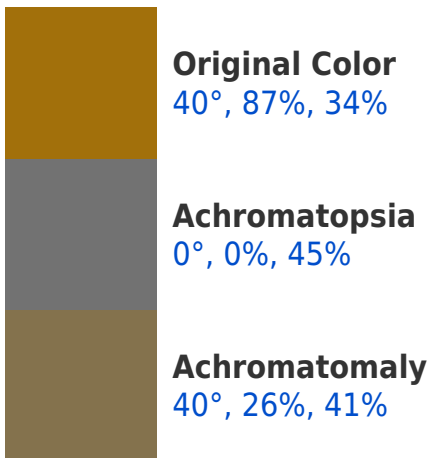 Original Color
40°, 87%, 34%
Achromatopsia
0°, 0%, 45%
Achromatomaly
40°, 26%, 41%